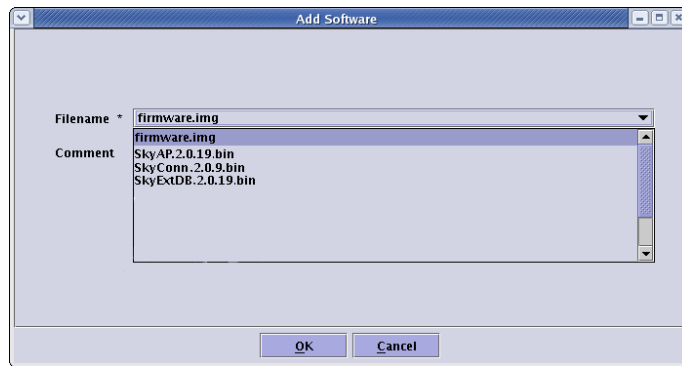 Add Software
Filename * firmware.img
firmware.img
Comment SkyAP.2.0.19.bin
SkyConn.2.0.9.bin
SkyExtDB.2.0.19.bin
OK Cancel